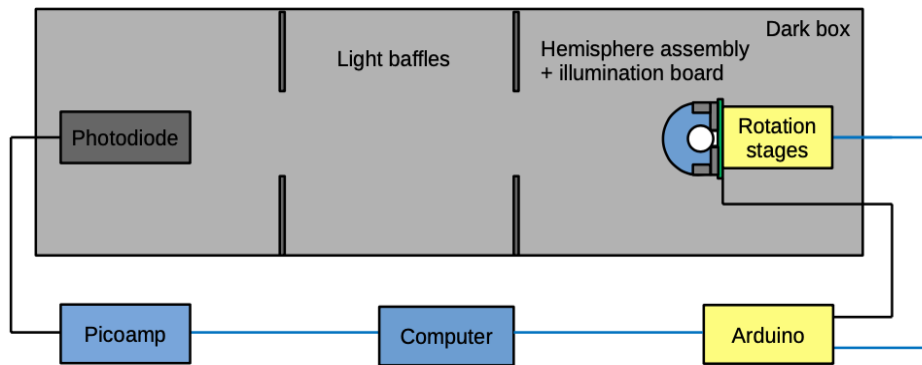 Dark box
Light baffles
Hemisphere assembly
+ illumination board
Photodiode
Rotation
stages
Picoamp
Computer
Arduino